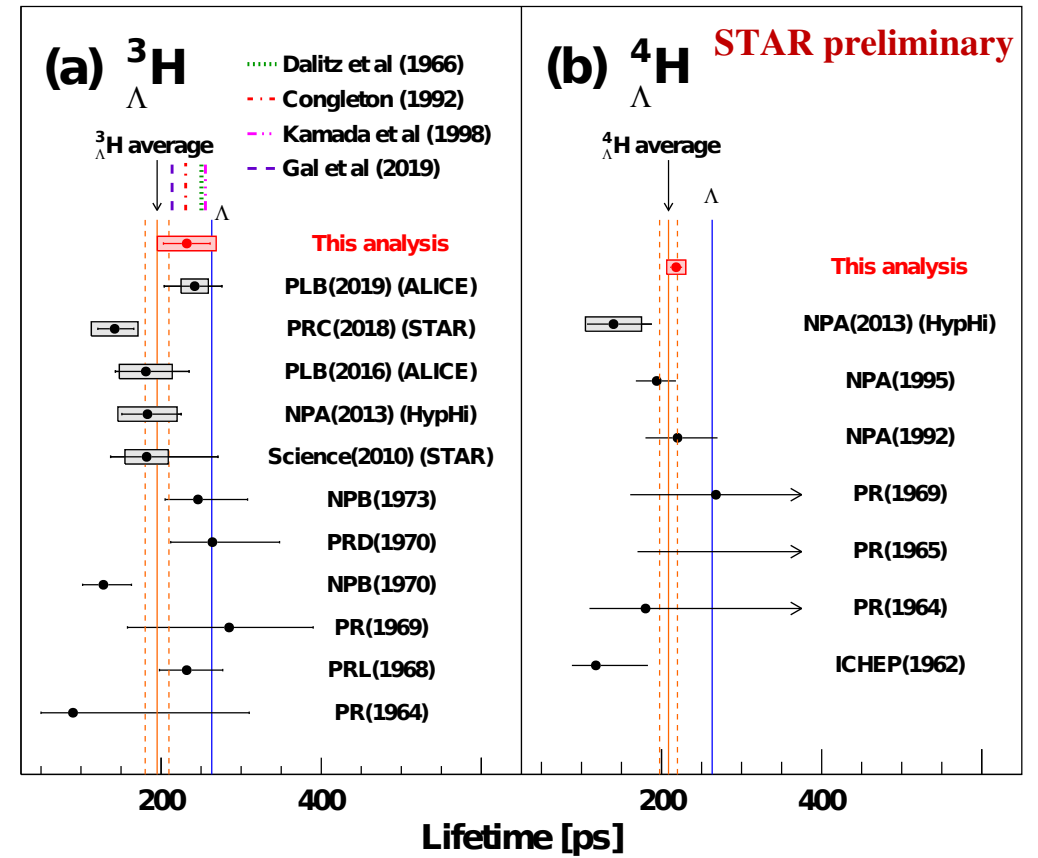 (a) ³ΛH
Dalitz et al (1966)
Congleton (1992)
Kamada et al (1998)
Gal et al (2019)
³ΛH average
Λ
This analysis
PLB(2019) (ALICE)
PRC(2018) (STAR)
PLB(2016) (ALICE)
NPA(2013) (HypHi)
Science(2010) (STAR)
NPB(1973)
PRD(1970)
NPB(1970)
PR(1969)
PRL(1968)
PR(1964)
200 400
(b) ⁴ΛH
STAR preliminary
⁴ΛH average
Λ
This analysis
NPA(2013) (HypHi)
NPA(1995)
NPA(1992)
PR(1969)
PR(1965)
PR(1964)
ICHEP(1962)
200 400
Lifetime [ps]